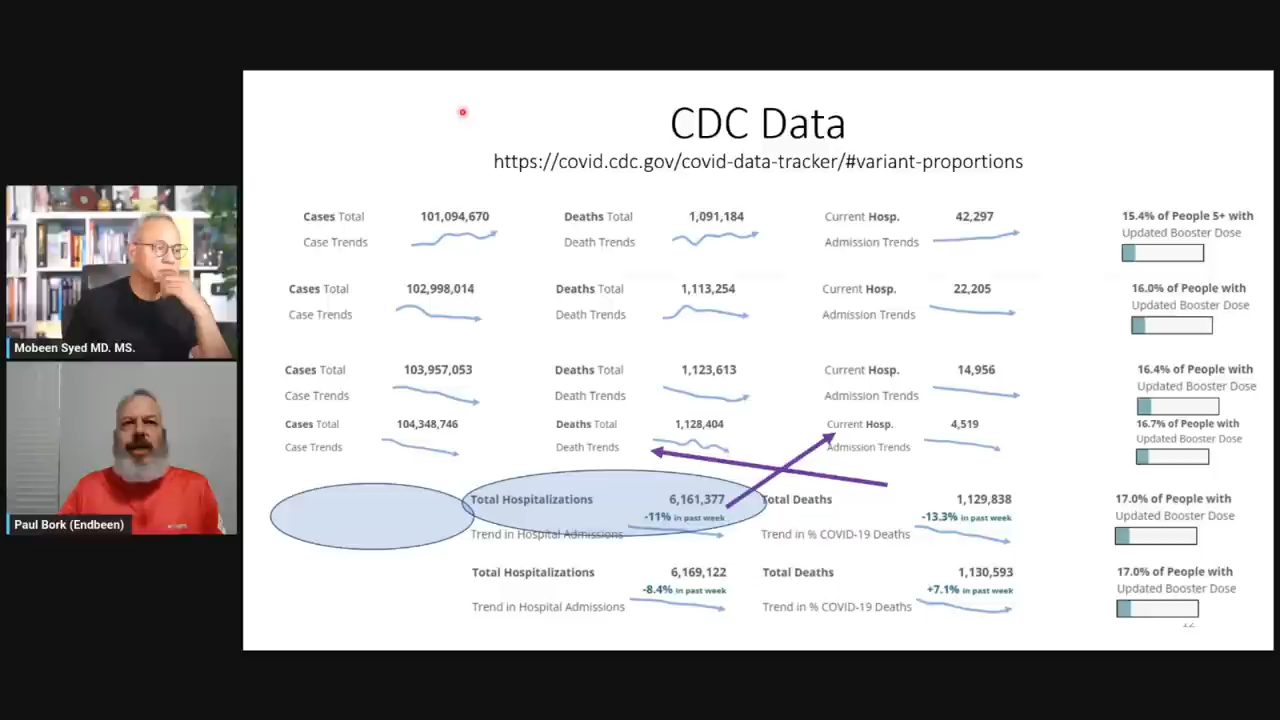 CDC Data
https://covid.cdc.gov/covid-data-tracker/#variant-proportions
Cases Total 101,094,670 Deaths Total 1,091,184 Current Hosp. 42,297 15.4% of People 5+ with
Case Trends Death Trends Admission Trends Updated Booster Dose
Cases Total 102,998,014 Deaths Total 1,113,254 Current Hosp. 22,205 16.0% of People with
Case Trends Death Trends Admission Trends Updated Booster Dose
Cases Total 103,957,053 Deaths Total 1,123,613 Current Hosp. 14,956 16.4% of People with
Case Trends Death Trends Admission Trends Updated Booster Dose
Cases Total 104,348,746 Deaths Total 1,128,404 Current Hosp. 4,519 16.7% of People with
Case Trends Death Trends Admission Trends Updated Booster Dose
Total Hospitalizations 6,161,377 Total Deaths 1,129,838 17.0% of People with
-11% in past week -13.3% in past week Updated Booster Dose
Trend in Hospital Admissions Trend in % COVID-19 Deaths
Total Hospitalizations 6,169,122 Total Deaths 1,130,593 17.0% of People with
-8.4% in past week +7.1% in past week Updated Booster Dose
Trend in Hospital Admissions Trend in % COVID-19 Deaths
Mobeen Syed MD. MS.
Paul Bork (Endbeen)